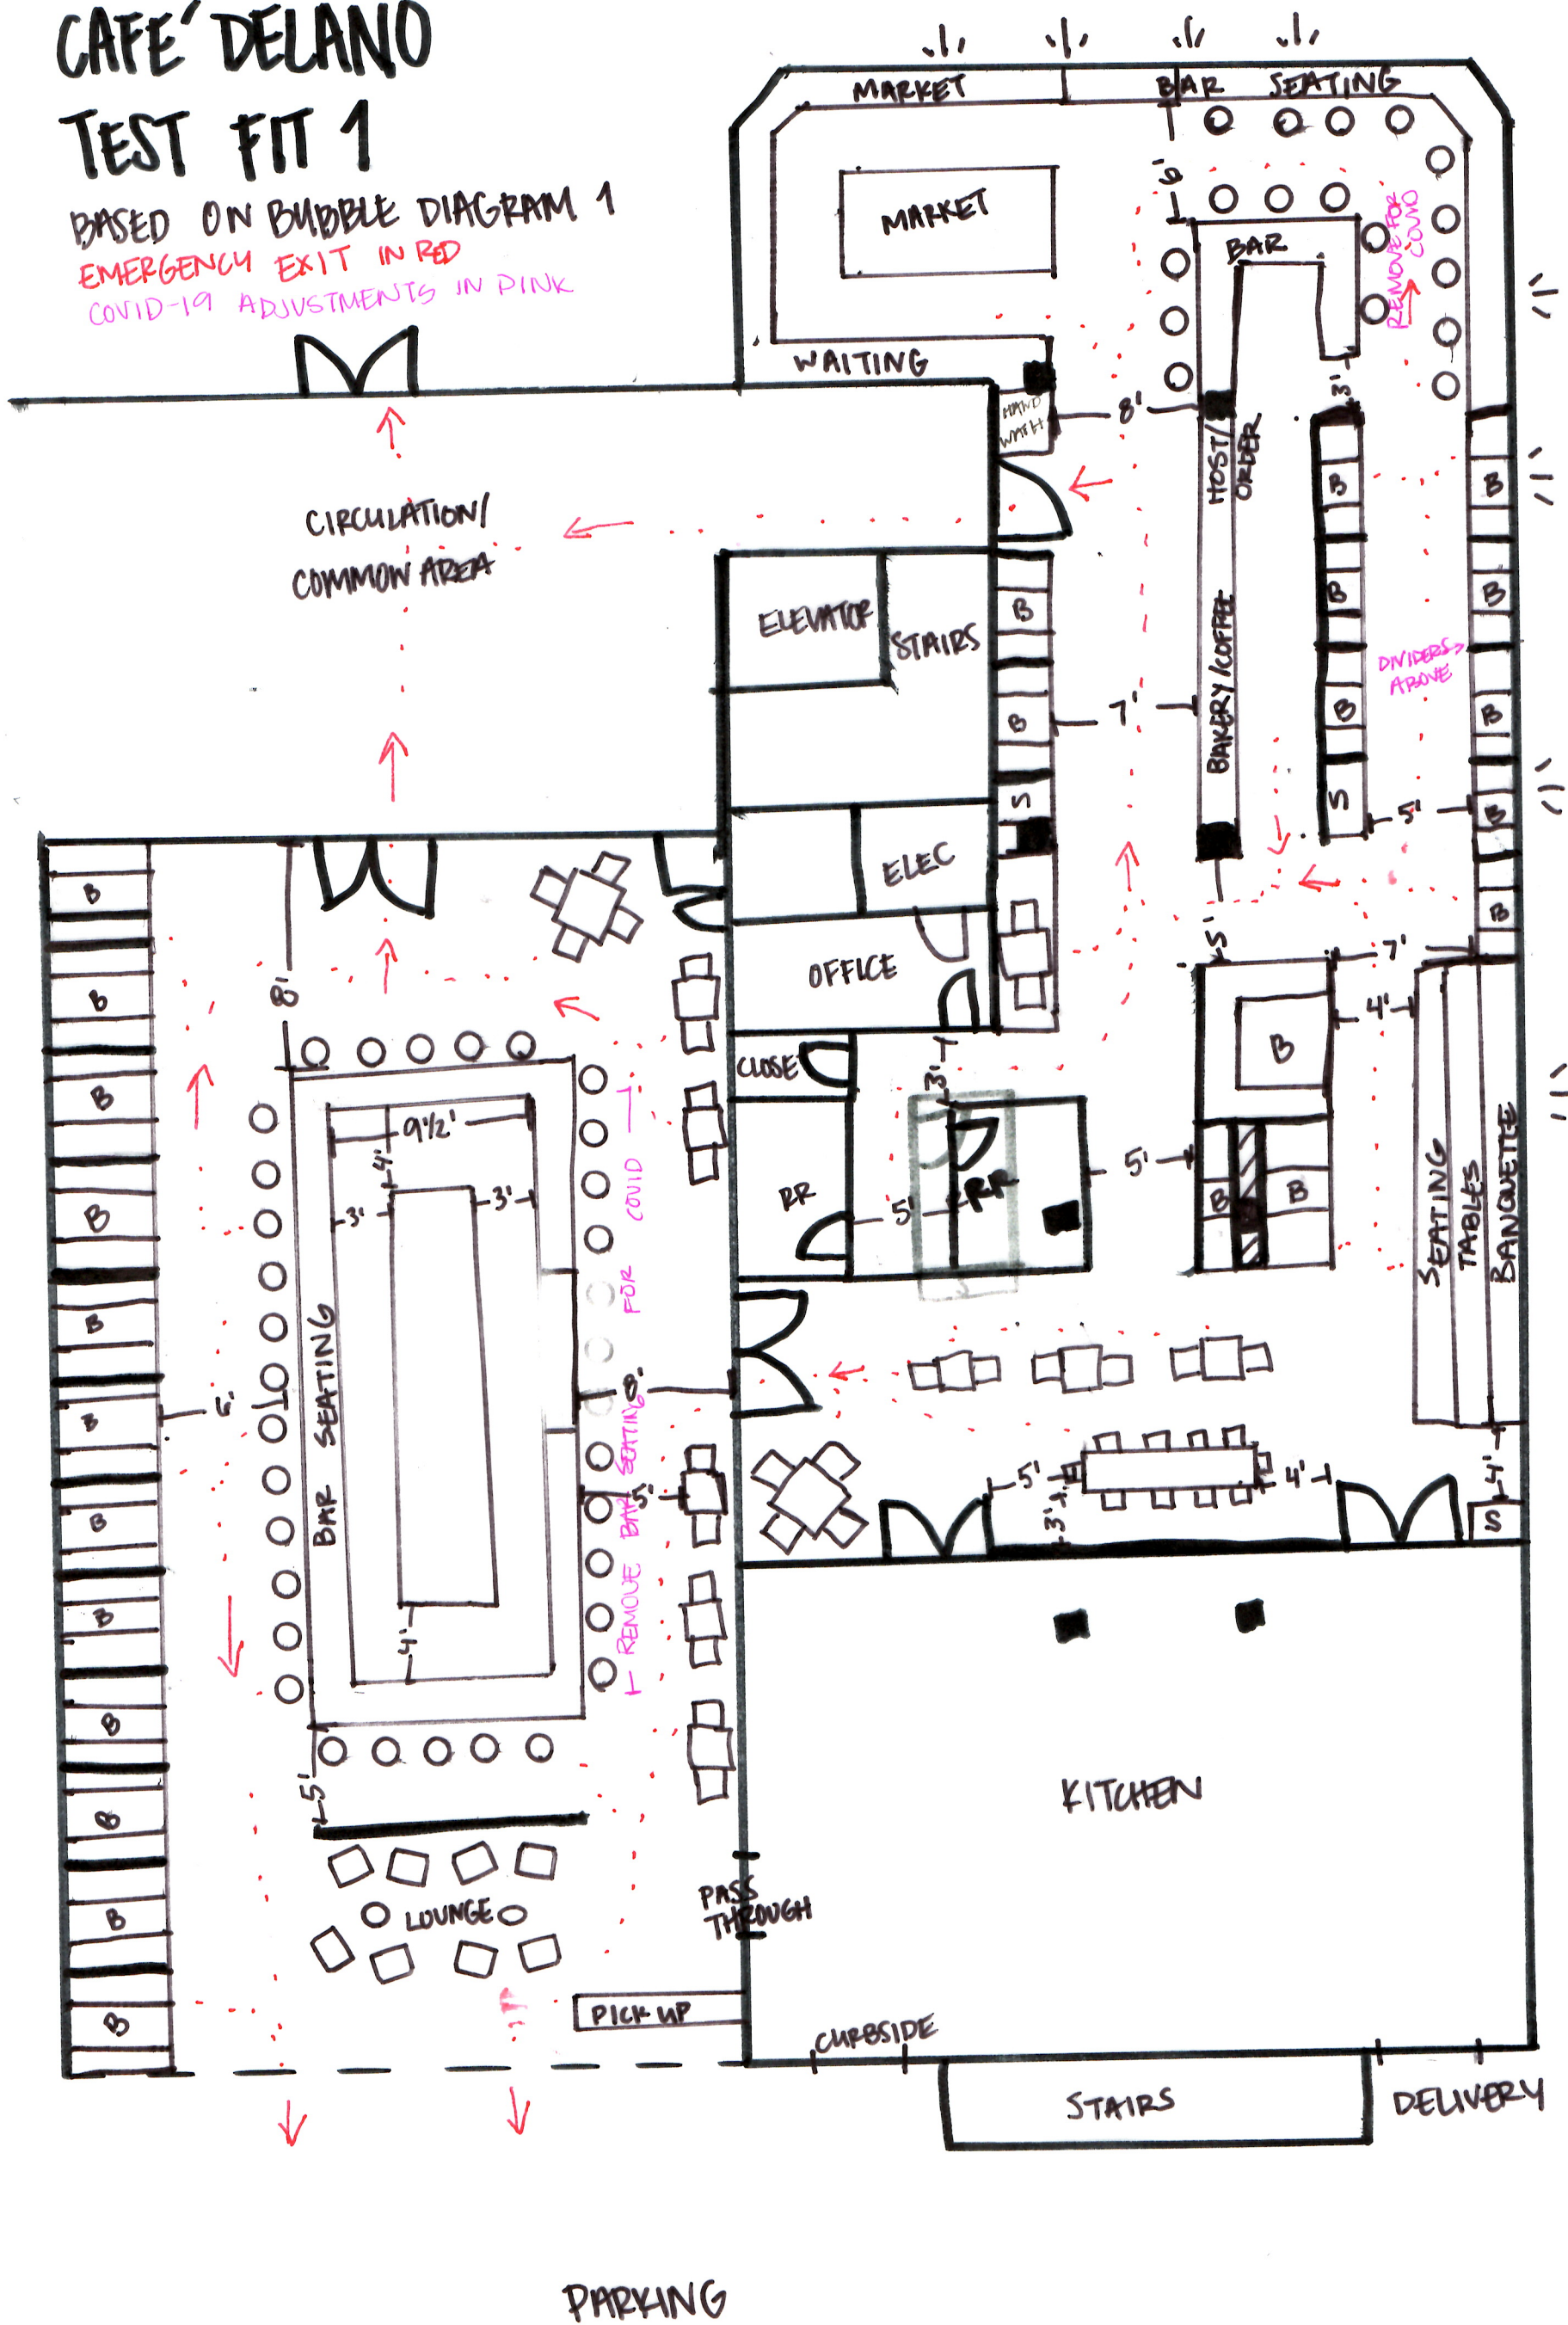 CAFE´ DELANO
TEST FIT 1
BASED ON BUBBLE DIAGRAM 1
EMERGENCY EXIT IN RED
COVID-19 ADJUSTMENTS IN PINK
MARKET
BAR SEATING
MARKET
6'
BAR
REMOVE FOR
COVID
WAITING
HAND
WASH
8'
3'
HOST/
ORDER
CIRCULATION/
COMMON AREA
B
B
ELEVATOR
STAIRS
B
B
B
BAKERY/COFFEE
DIVIDERS
ABOVE
B
7'
B
B
S
S
5'
B
ELEC
B
B
B
OFFICE
5'
7'
8'
4'
B
CLOSET
3'
B
9 1/2'
4'
3'
3'
RR
5'
RR
5'
B
B
B
SEATING
TABLES
BANQUETTE
B
BAR SEATING
REMOVE BAR SEATING FOR COVID
8'
B
5'
5'
3'
4'
4'
S
B
B
4'
B
5'
B
KITCHEN
PASS
THROUGH
LOUNGE
B
B
PICK UP
CURBSIDE
STAIRS
DELIVERY
PARKING